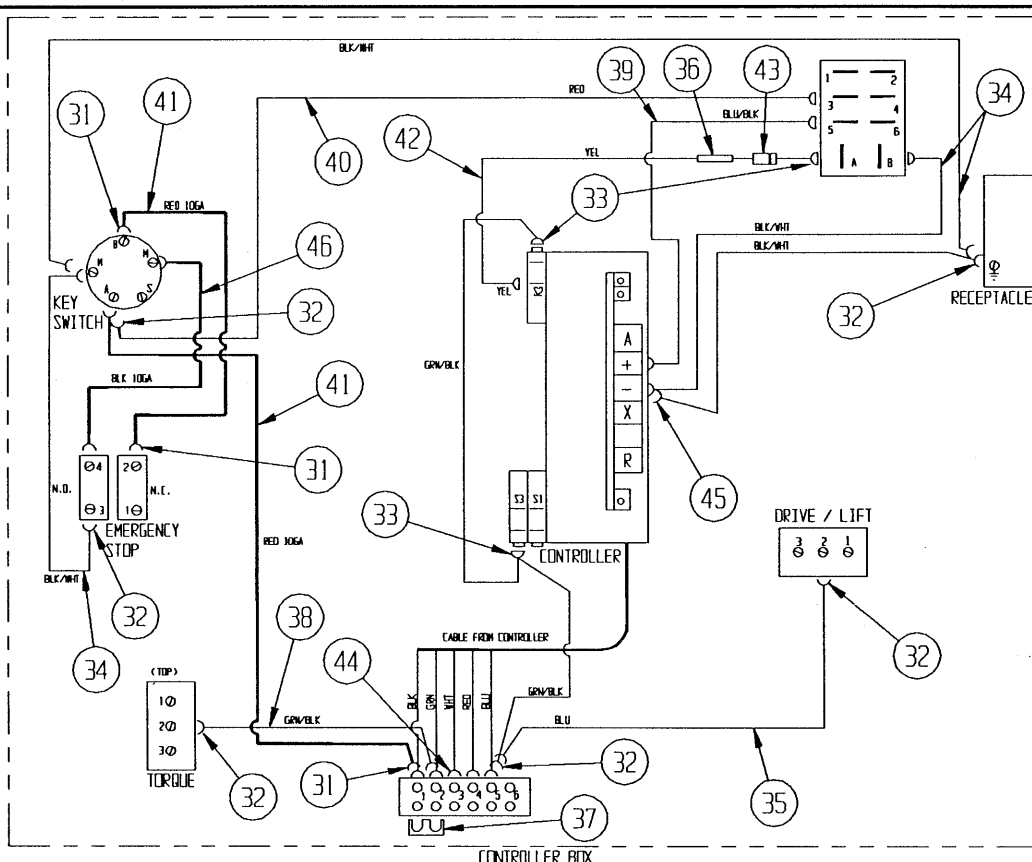 BLK/WHT
39
36
43
1
2
3
4
5
6
A
B
34
31
41
RED
BLU/BLK
40
42
YEL
33
RED 10GA
B
M
M
A
S
46
KEY
SWITCH
32
BLK/WHT
BLK/WHT
32
RECEPTACLE
YEL
S2
GRN/BLK
A
+
-
X
R
45
BLK 10GA
41
31
4
3
2
1
N.O.
N.C.
EMERGENCY
STOP
BLK/WHT
32
34
RED 10GA
33
S3
S1
CONTROLLER
DRIVE / LIFT
3 2 1
32
38
44
CABLE FROM CONTROLLER
BLK
GRN
WHT
RED
BLU
GRN/BLK
BLU
35
(TOP)
1
2
3
TORQUE
GRN/BLK
32
31
32
1 2 3 4 5 6
37
CONTROLLER BOX